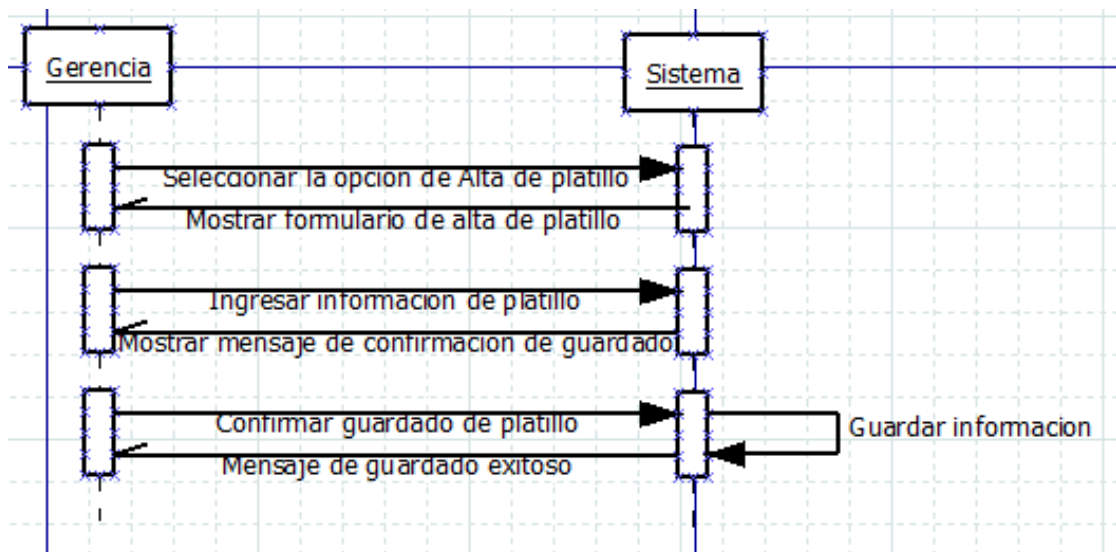 Gerencia
Sistema
Seleccionar la opcion de Alta de platillo
Mostrar formulario de alta de platillo
Ingresar informacion de platillo
Mostrar mensaje de confirmacion de guardado
Confirmar guardado de platillo
Guardar informacion
Mensaje de guardado exitoso